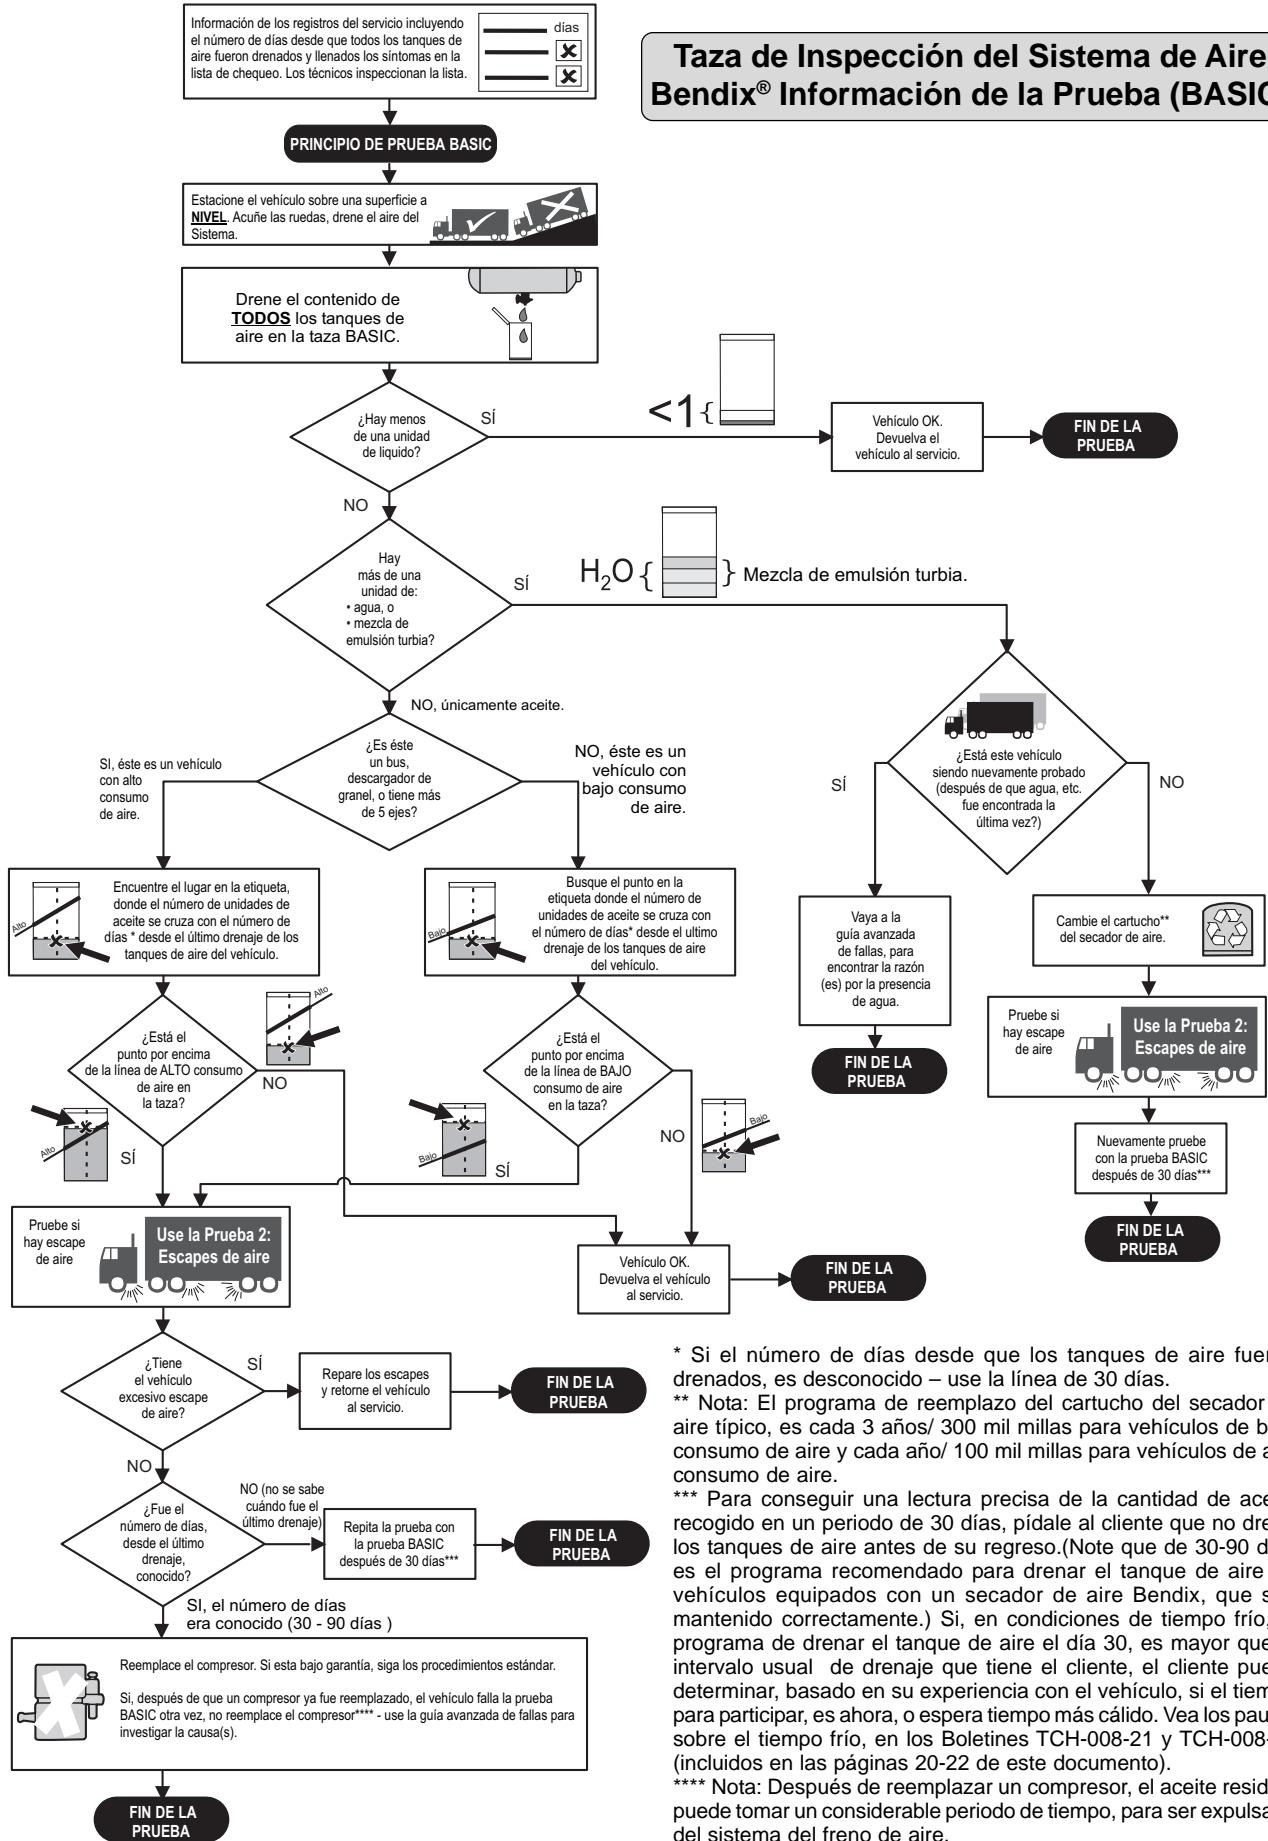 Información de los registros del servicio incluyendo
el número de días desde que todos los tanques de
aire fueron drenados y llenados los síntomas en la
lista de chequeo. Los técnicos inspeccionan la lista.
días
Taza de Inspección del Sistema de Aire
Bendix® Información de la Prueba (BASIC
PRINCIPIO DE PRUEBA BASIC
Estacione el vehículo sobre una superficie a
NIVEL. Acuñe las ruedas, drene el aire del
Sistema.
Drene el contenido de
TODOS los tanques de
aire en la taza BASIC.
¿Hay menos
de una unidad
de liquido?
SÍ
<1{
Vehículo OK.
Devuelva el
vehículo al servicio.
FIN DE LA
PRUEBA
NO
Hay
más de una
unidad de:
• agua, o
• mezcla de
emulsión turbia?
SÍ
H2O { } Mezcla de emulsión turbia.
NO, únicamente aceite.
¿Es éste
un bus,
descargador de
granel, o tiene más
de 5 ejes?
SI, éste es un vehículo
con alto
consumo
de aire.
NO, éste es un
vehículo con
bajo consumo
de aire.
¿Está este vehículo
siendo nuevamente probado
(después de que agua, etc.
fue encontrada la
última vez?)
SÍ
NO
Alto
Encuentre el lugar en la etiqueta,
donde el número de unidades de
aceite se cruza con el número de
días * desde el último drenaje de los
tanques de aire del vehículo.
Bajo
Busque el punto en la
etiqueta donde el número de
unidades de aceite se cruza con
el número de días* desde el ultimo
drenaje de los tanques de aire
del vehículo.
Vaya a la
guía avanzada
de fallas, para
encontrar la razón
(es) por la presencia
de agua.
FIN DE LA
PRUEBA
Cambie el cartucho**
del secador de aire.
Pruebe si
hay escape
de aire
Use la Prueba 2:
Escapes de aire
Nuevamente pruebe
con la prueba BASIC
después de 30 días***
FIN DE LA
PRUEBA
¿Está el
punto por encima
de la línea de ALTO consumo
de aire en
la taza?
Alto
NO
Alto
SÍ
¿Está el
punto por encima
de la línea de BAJO
consumo de aire
en la taza?
Bajo
SÍ
NO
Bajo
Pruebe si
hay escape
de aire
Use la Prueba 2:
Escapes de aire
Vehículo OK.
Devuelva el vehículo
al servicio.
FIN DE LA
PRUEBA
¿Tiene
el vehículo
excesivo escape
de aire?
SÍ
Repare los escapes
y retorne el vehículo
al servicio.
FIN DE LA
PRUEBA
NO
¿Fue el
número de días,
desde el último
drenaje,
conocido?
NO (no se sabe
cuándo fue el
último drenaje)
Repita la prueba con
la prueba BASIC
después de 30 días***
FIN DE LA
PRUEBA
SI, el número de días
era conocido (30 - 90 días )
Reemplace el compresor. Si esta bajo garantía, siga los procedimientos estándar.
Si, después de que un compresor ya fue reemplazado, el vehículo falla la prueba
BASIC otra vez, no reemplace el compresor**** - use la guía avanzada de fallas para
investigar la causa(s).
FIN DE LA
PRUEBA
* Si el número de días desde que los tanques de aire fuer
drenados, es desconocido – use la línea de 30 días.
** Nota: El programa de reemplazo del cartucho del secador
aire típico, es cada 3 años/ 300 mil millas para vehículos de b
consumo de aire y cada año/ 100 mil millas para vehículos de a
consumo de aire.
*** Para conseguir una lectura precisa de la cantidad de ace
recogido en un periodo de 30 días, pídale al cliente que no dre
los tanques de aire antes de su regreso.(Note que de 30-90 d
es el programa recomendado para drenar el tanque de aire
vehículos equipados con un secador de aire Bendix, que s
mantenido correctamente.) Si, en condiciones de tiempo frío,
programa de drenar el tanque de aire el día 30, es mayor que
intervalo usual de drenaje que tiene el cliente, el cliente pue
determinar, basado en su experiencia con el vehículo, si el tiem
para participar, es ahora, o espera tiempo más cálido. Vea los pau
sobre el tiempo frío, en los Boletines TCH-008-21 y TCH-008-
(incluidos en las páginas 20-22 de este documento).
**** Nota: Después de reemplazar un compresor, el aceite resid
puede tomar un considerable periodo de tiempo, para ser expulsa
del sistema del freno de aire.